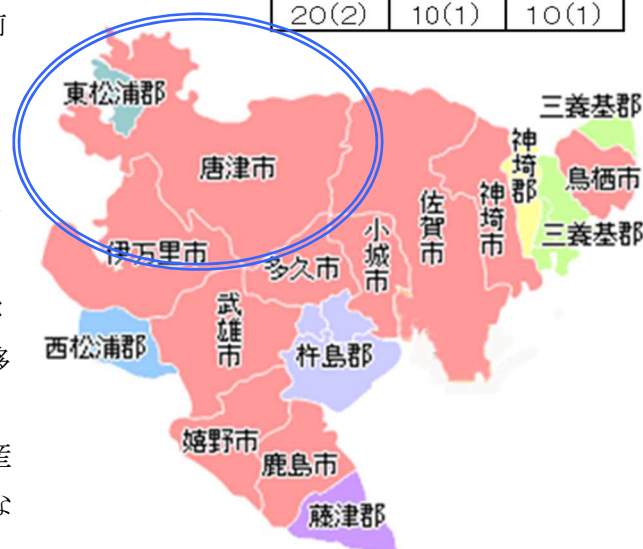 20(2) 10(1) 10(1)
東松浦郡
三養基郡
神埼郡
鳥栖市
唐津市
佐賀市
神埼市
小城市
三養基郡
伊万里市
多久市
武雄市
西松浦郡
杵島郡
嬉野市
鹿島市
藤津郡
な